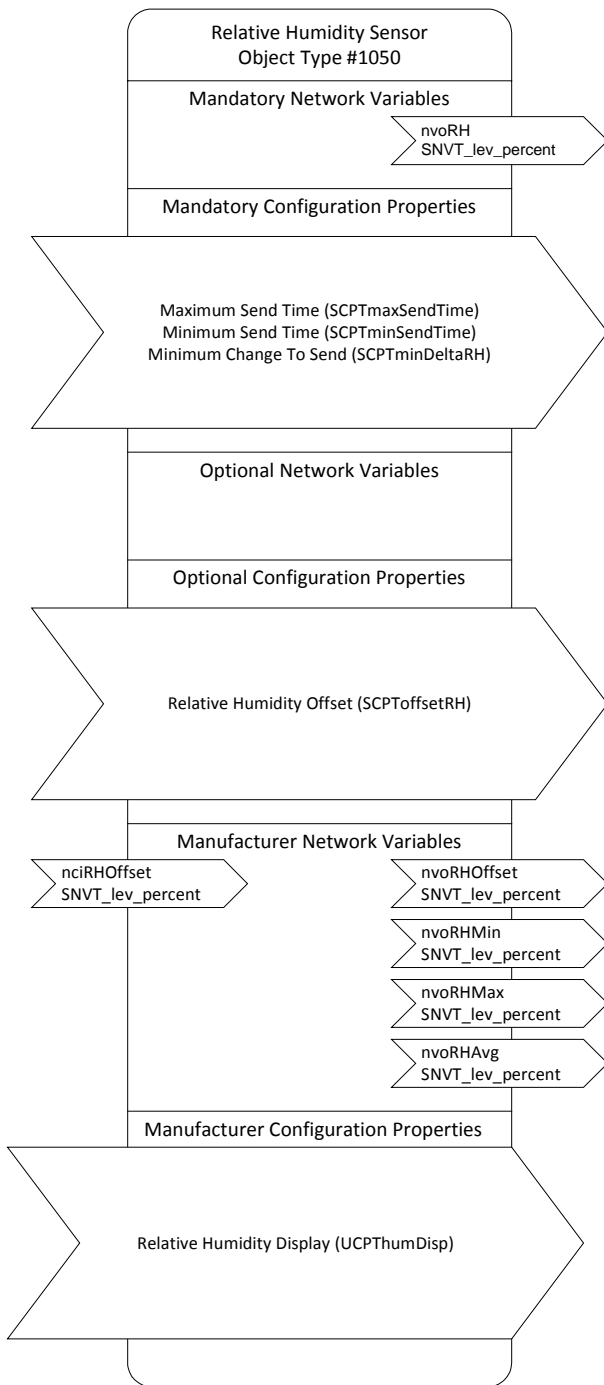 Relative Humidity Sensor
Object Type #1050
Mandatory Network Variables
nvoRH
SNVT_lev_percent
Mandatory Configuration Properties
Maximum Send Time (SCPTmaxSendTime)
Minimum Send Time (SCPTminSendTime)
Minimum Change To Send (SCPTminDeltaRH)
Optional Network Variables
Optional Configuration Properties
Relative Humidity Offset (SCPToffsetRH)
Manufacturer Network Variables
nciRHOffset
SNVT_lev_percent
nvoRHOffset
SNVT_lev_percent
nvoRHMin
SNVT_lev_percent
nvoRHMax
SNVT_lev_percent
nvoRHAvg
SNVT_lev_percent
Manufacturer Configuration Properties
Relative Humidity Display (UCPThumDisp)